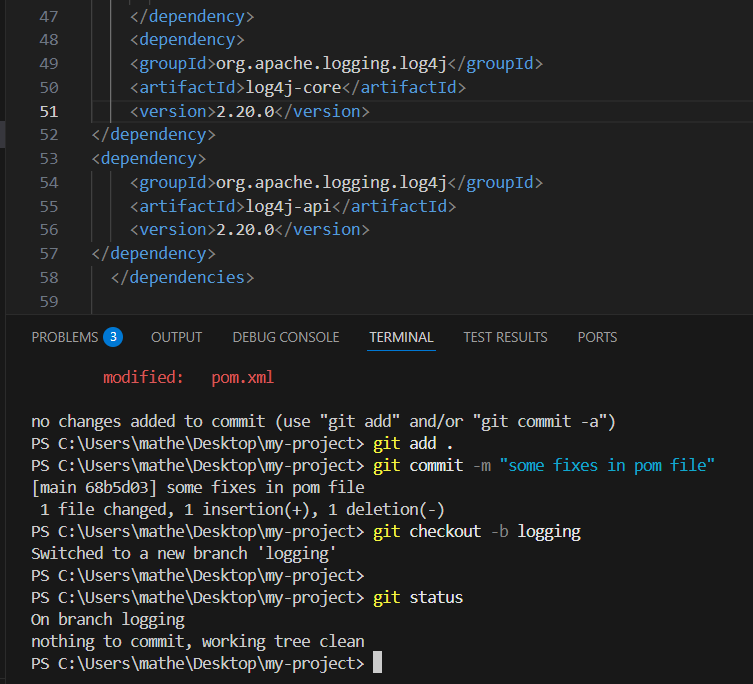 47 </dependency>
48 <dependency>
49 <groupId>org.apache.logging.log4j</groupId>
50 <artifactId>log4j-core</artifactId>
51 <version>2.20.0</version>
52 </dependency>
53 <dependency>
54 <groupId>org.apache.logging.log4j</groupId>
55 <artifactId>log4j-api</artifactId>
56 <version>2.20.0</version>
57 </dependency>
58 </dependencies>
59
PROBLEMS 3 OUTPUT DEBUG CONSOLE TERMINAL TEST RESULTS PORTS
modified: pom.xml
no changes added to commit (use "git add" and/or "git commit -a")
PS C:\Users\mathe\Desktop\my-project> git add .
PS C:\Users\mathe\Desktop\my-project> git commit -m "some fixes in pom file"
[main 68b5d03] some fixes in pom file
1 file changed, 1 insertion(+), 1 deletion(-)
PS C:\Users\mathe\Desktop\my-project> git checkout -b logging
Switched to a new branch 'logging'
PS C:\Users\mathe\Desktop\my-project>
PS C:\Users\mathe\Desktop\my-project> git status
On branch logging
nothing to commit, working tree clean
PS C:\Users\mathe\Desktop\my-project>